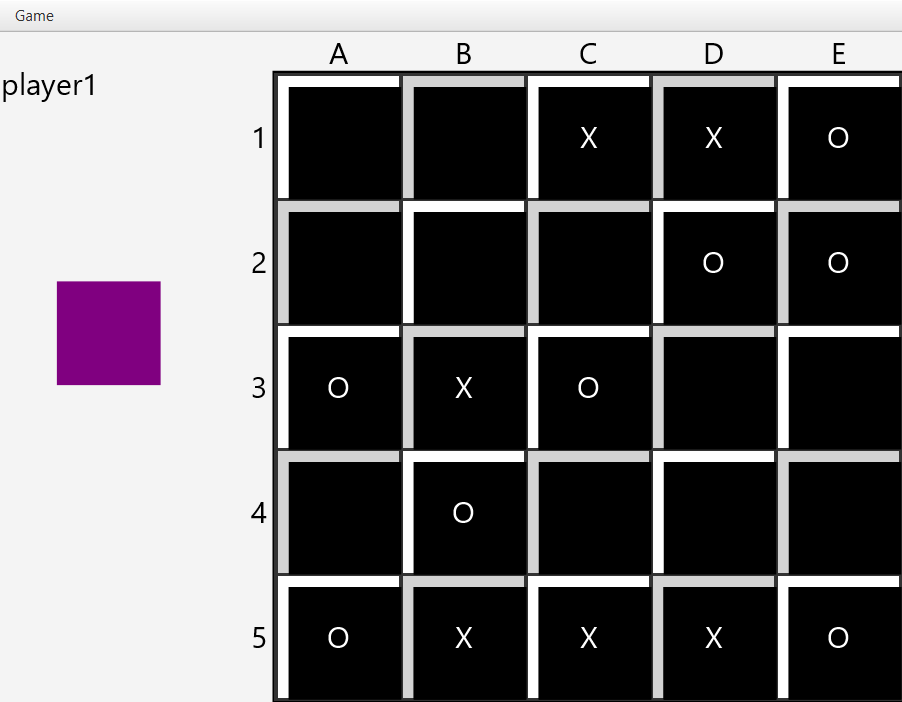 Game
A B C D E
player1
1 X X O
2 O O
3 O X O
4 O
5 O X X X O